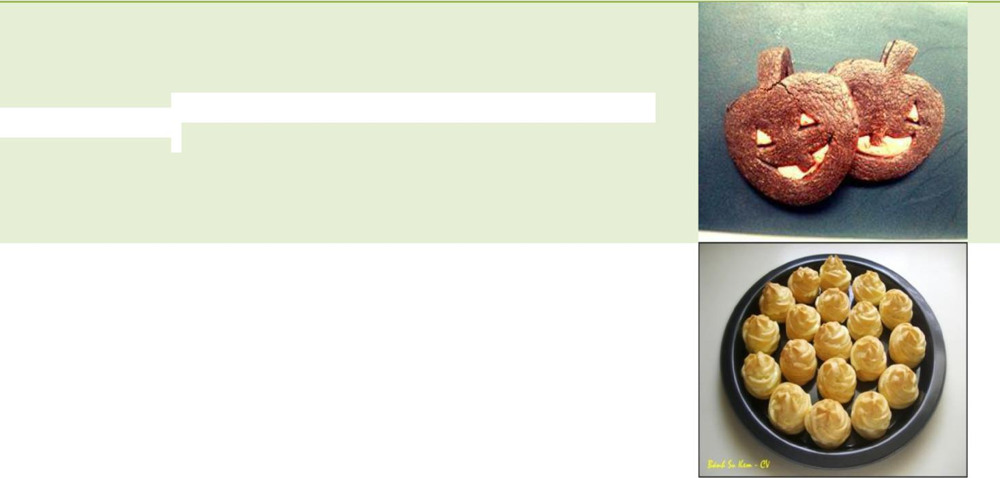 Bánh Su Kem - CV